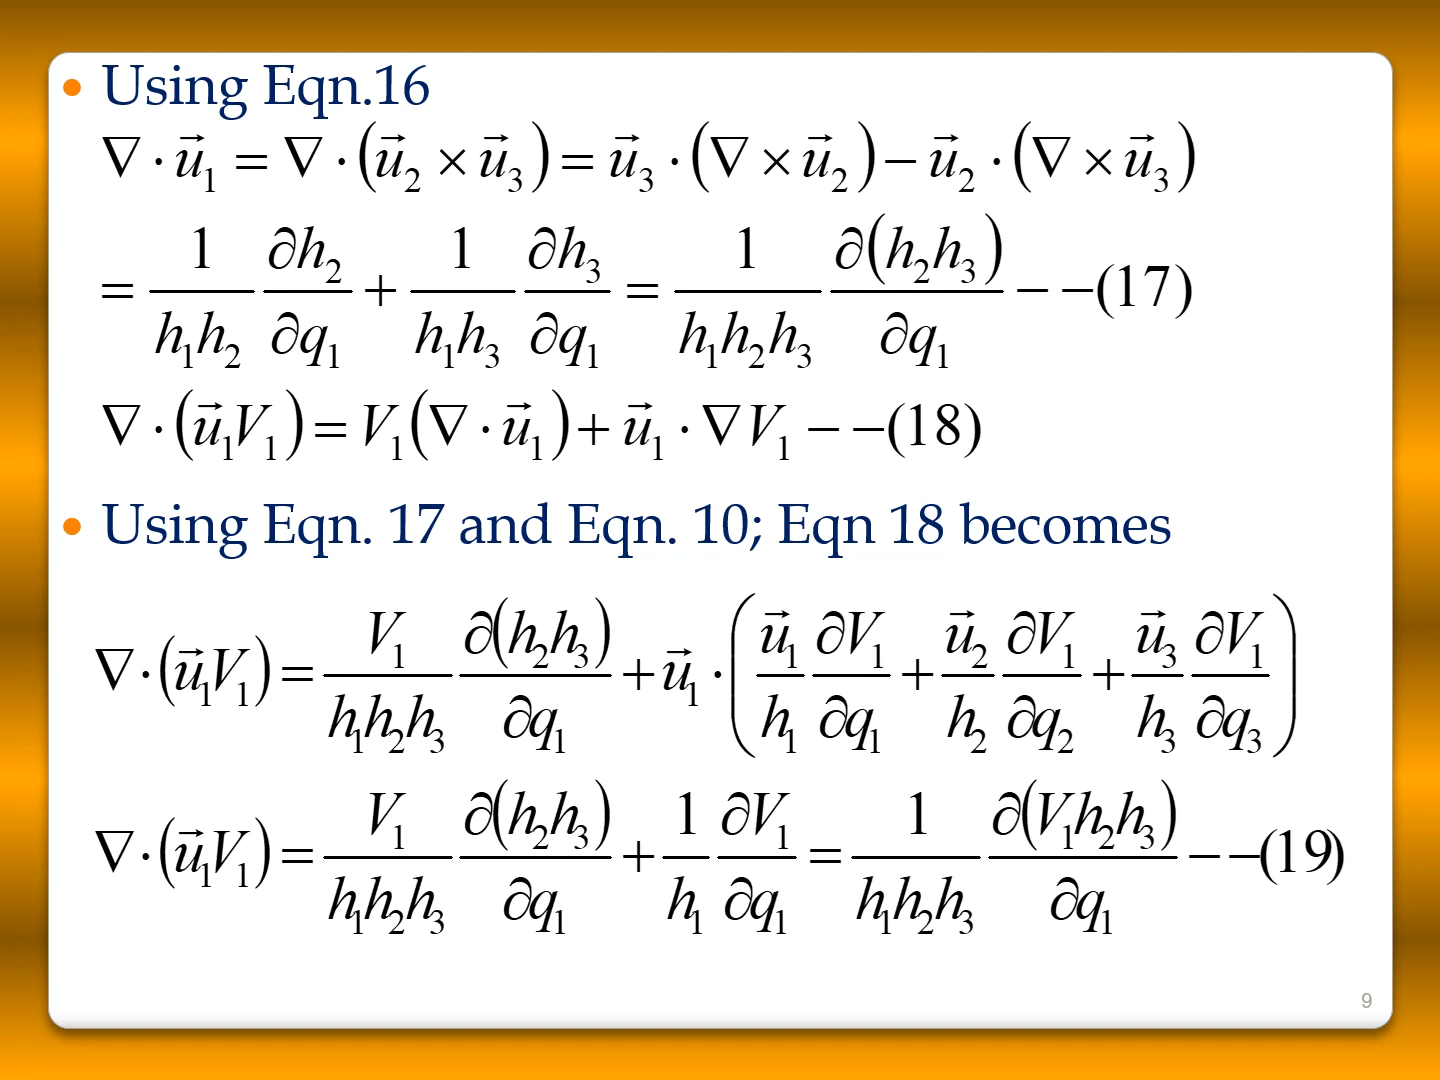 • Using Eqn.16
∇·u⃗₁ = ∇·(u⃗₂ × u⃗₃) = u⃗₃·(∇ × u⃗₂) − u⃗₂·(∇ × u⃗₃)
= 1/(h₁h₂) ∂h₂/∂q₁ + 1/(h₁h₃) ∂h₃/∂q₁ = 1/(h₁h₂h₃) ∂(h₂h₃)/∂q₁ − −(17)
∇·(u⃗₁V₁) = V₁(∇·u⃗₁) + u⃗₁·∇V₁ − −(18)
• Using Eqn. 17 and Eqn. 10; Eqn 18 becomes
∇·(u⃗₁V₁) = V₁/(h₁h₂h₃) ∂(h₂h₃)/∂q₁ + u⃗₁·(u⃗₁/h₁ ∂V₁/∂q₁ + u⃗₂/h₂ ∂V₁/∂q₂ + u⃗₃/h₃ ∂V₁/∂q₃)
∇·(u⃗₁V₁) = V₁/(h₁h₂h₃) ∂(h₂h₃)/∂q₁ + 1/h₁ ∂V₁/∂q₁ = 1/(h₁h₂h₃) ∂(V₁h₂h₃)/∂q₁ − −(19)
9